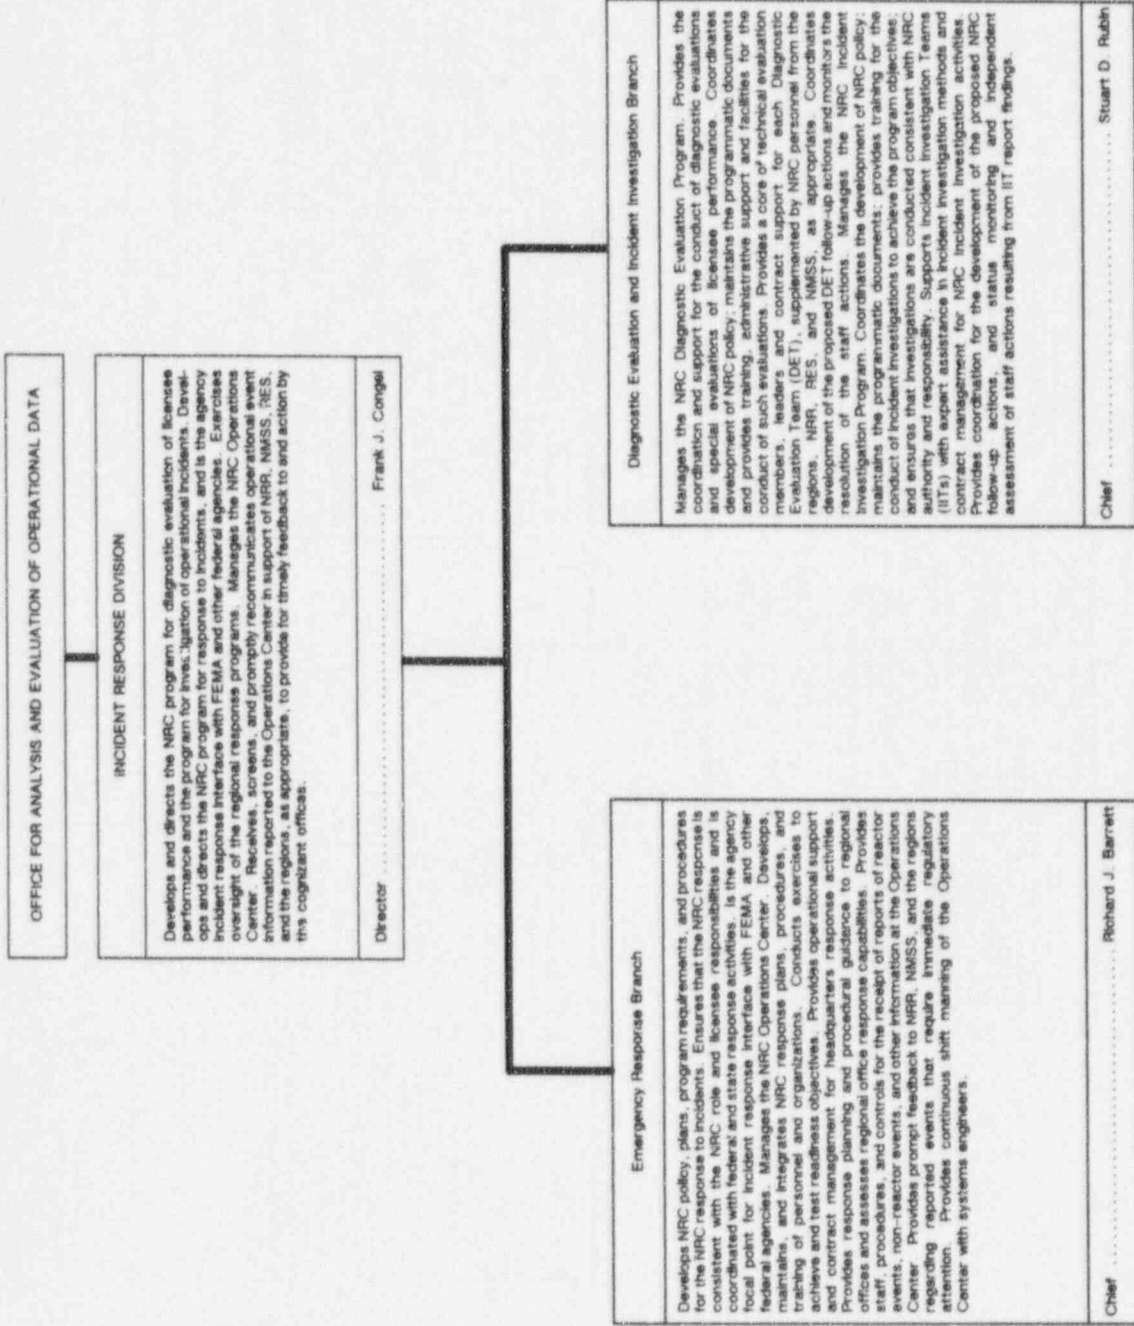 OFFICE FOR ANALYSIS AND EVALUATION OF OPERATIONAL DATA
INCIDENT RESPONSE DIVISION
Develops and directs the NRC program for diagnostic evaluation of licensee
performance and the program for investigation of operational incidents. Devel-
ops and directs the NRC program for response to incidents, and is the agency
incident response interface with FEMA and other federal agencies. Exercises
oversight of the regional response programs. Manages the NRC Operations
Center. Receives, screens, and promptly recommunicates operational event
information reported to the Operations Center in support of NRR, NMSS, RES,
and the regions, as appropriate, to provide for timely feedback to and action by
the cognizant offices.
Director .................... Frank J. Congel
Emergency Response Branch
Develops NRC policy, plans, program requirements, and procedures
for the NRC response to incidents. Ensures that the NRC response is
consistent with the NRC role and licensee responsibilities and is
coordinated with federal and state response activities. Is the agency
focal point for incident response interface with FEMA and other
federal agencies. Manages the NRC Operations Center. Develops,
maintains, and integrates NRC response plans, procedures, and
training of personnel and organizations. Conducts exercises to
achieve and test readiness objectives. Provides operational support
and contract management for headquarters response activities.
Provides response planning and procedural guidance to regional
offices and assesses regional office response capabilities. Provides
staff, procedures, and controls for the receipt of reports of reactor
events, non-reactor events, and other information at the Operations
Center. Provides prompt feedback to NRR, NMSS, and the regions
regarding reported events that require immediate regulatory
attention. Provides continuous shift manning of the Operations
Center with systems engineers.
Chief .................... Richard J. Barrett
Diagnostic Evaluation and Incident Investigation Branch
Manages the NRC Diagnostic Evaluation Program. Provides the
coordination and support for the conduct of diagnostic evaluations
and special evaluations of licensee performance. Coordinates
development of NRC policy; maintains the programmatic documents
and provides training, administrative support and facilities for the
conduct of such evaluations. Provides a core of technical evaluation
members, leaders and contract support for each Diagnostic
Evaluation Team (DET), supplemented by NRC personnel from the
regions, NRR, RES, and NMSS, as appropriate. Coordinates
development of the proposed DET follow-up actions and monitors the
resolution of the staff actions. Manages the NRC Incident
Investigation Program. Coordinates the development of NRC policy;
maintains the programmatic documents; provides training for the
conduct of incident investigations to achieve the program objectives;
and ensures that investigations are conducted consistent with NRC
authority and responsibility. Supports Incident Investigation Teams
(IITs) with expert assistance in incident investigation methods and
contract management for NRC Incident Investigation activities.
Provides coordination for the development of the proposed NRC
follow-up actions, and status monitoring and independent
assessment of staff actions resulting from IIT report findings.
Chief .................... Stuart D. Rubin